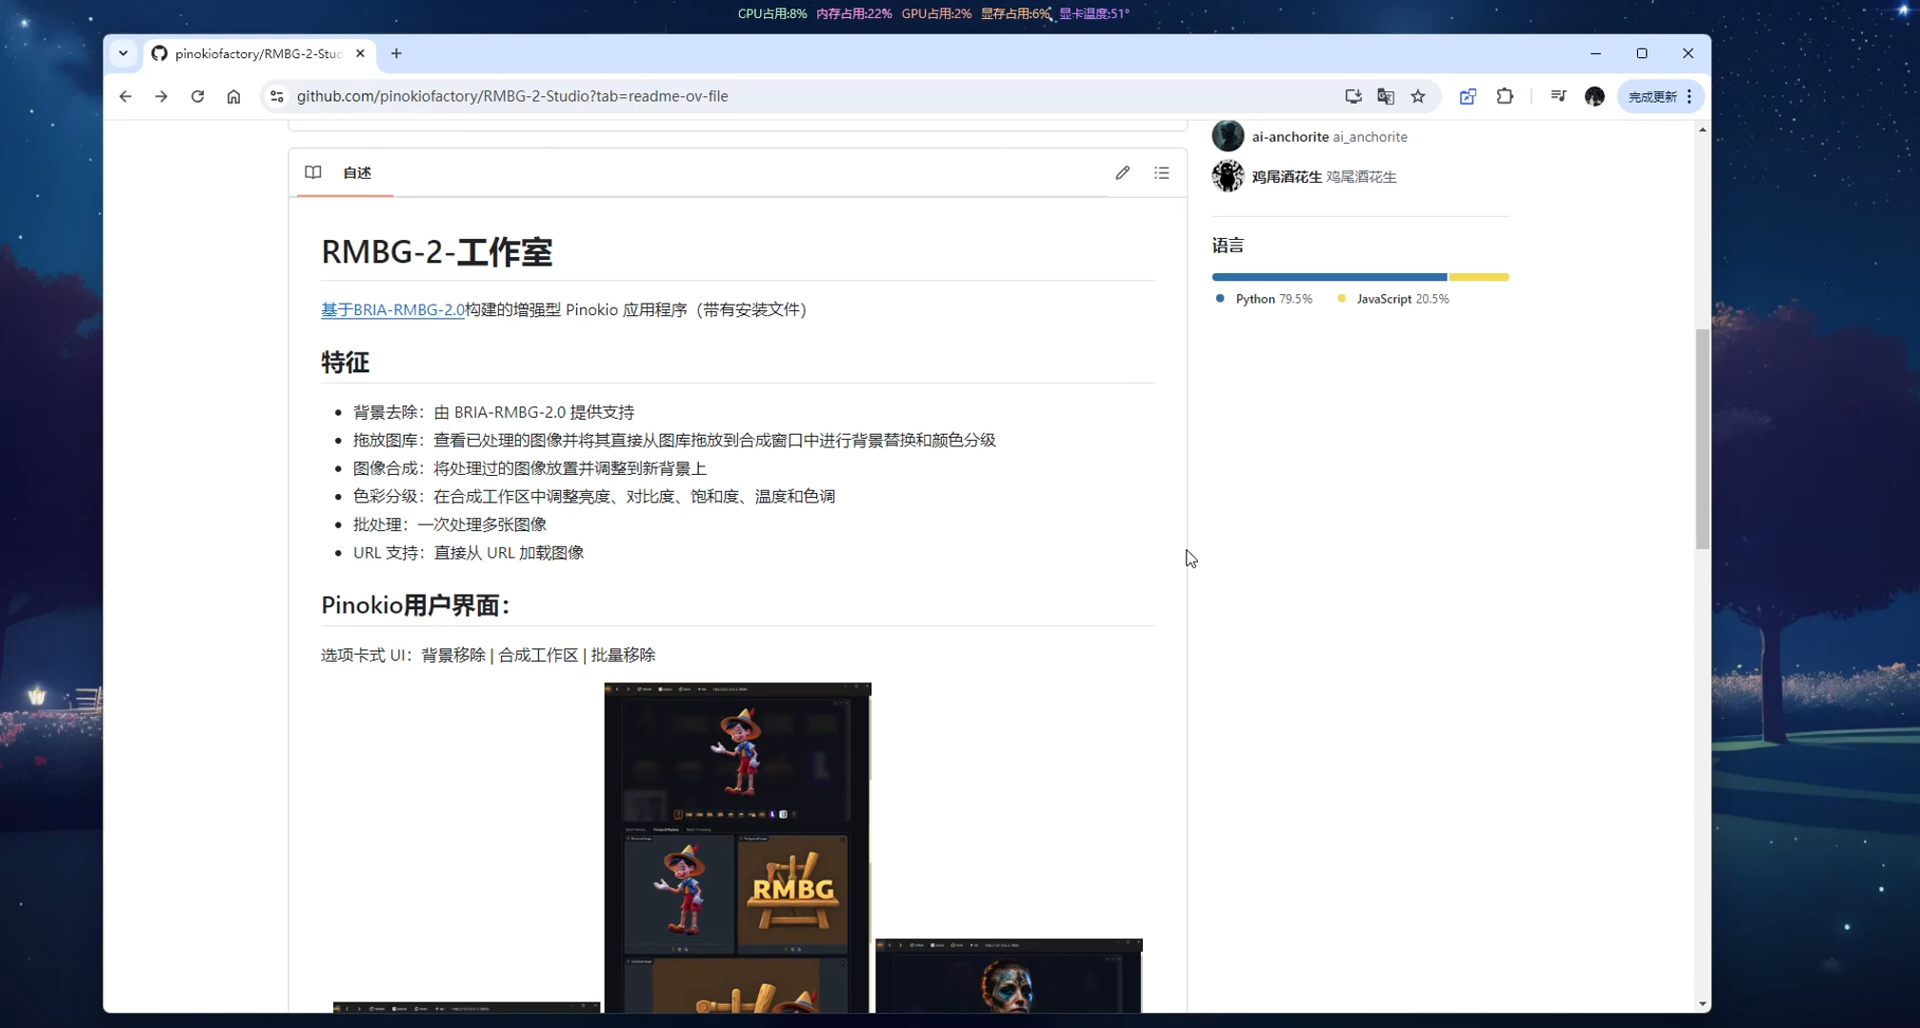 CPU占用:8% 内存占用:22% GPU占用:2% 显存占用:6% 显卡温度:51°
pinokiofactory/RMBG-2-Stud
github.com/pinokiofactory/RMBG-2-Studio?tab=readme-ov-file
完成更新
ai-anchorite ai_anchorite
鸡尾酒花生 鸡尾酒花生
自述
语言
Python 79.5% JavaScript 20.5%
RMBG-2-工作室
基于BRIA-RMBG-2.0构建的增强型 Pinokio 应用程序（带有安装文件）
特征
背景去除：由 BRIA-RMBG-2.0 提供支持
拖放图库：查看已处理的图像并将其直接从图库拖放到合成窗口中进行背景替换和颜色分级
图像合成：将处理过的图像放置并调整到新背景上
色彩分级：在合成工作区中调整亮度、对比度、饱和度、温度和色调
批处理：一次处理多张图像
URL 支持：直接从 URL 加载图像
Pinokio用户界面：
选项卡式 UI：背景移除 | 合成工作区 | 批量移除
RMBG